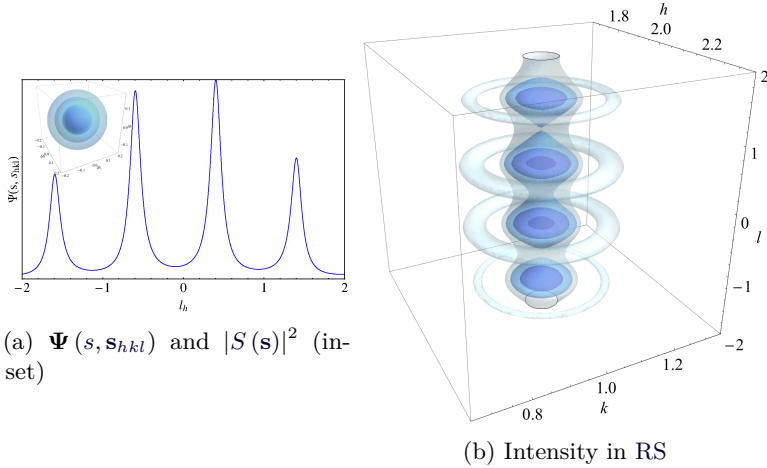 h
1.8
2.0
2.2
2
1
0
l
−1
−2
1.2
1.0
0.8
k
Ψ(s, s_hkl)
−2
−1
0
1
2
l_h
(a) Ψ (s, s_hkl) and |S (s)|² (in-
set)
(b) Intensity in RS